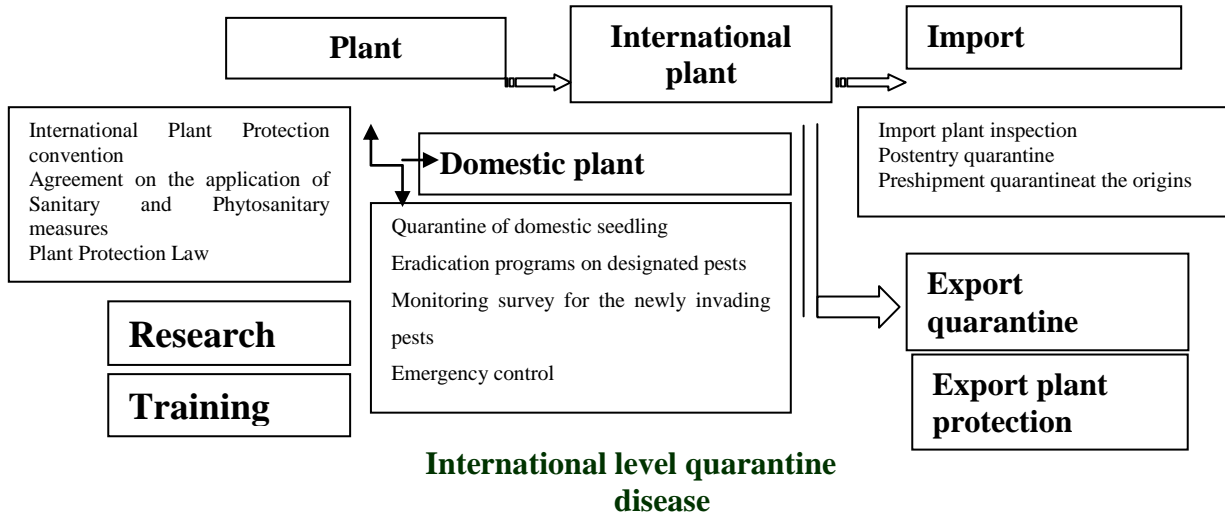 Plant
International
plant
Import
International Plant Protection
convention
Agreement on the application of
Sanitary and Phytosanitary
measures
Plant Protection Law
Import plant inspection
Postentry quarantine
Preshipment quarantineat the origins
Domestic plant
Quarantine of domestic seedling
Eradication programs on designated pests
Monitoring survey for the newly invading
pests
Emergency control
Research
Training
Export
quarantine
Export plant
protection
International level quarantine
disease